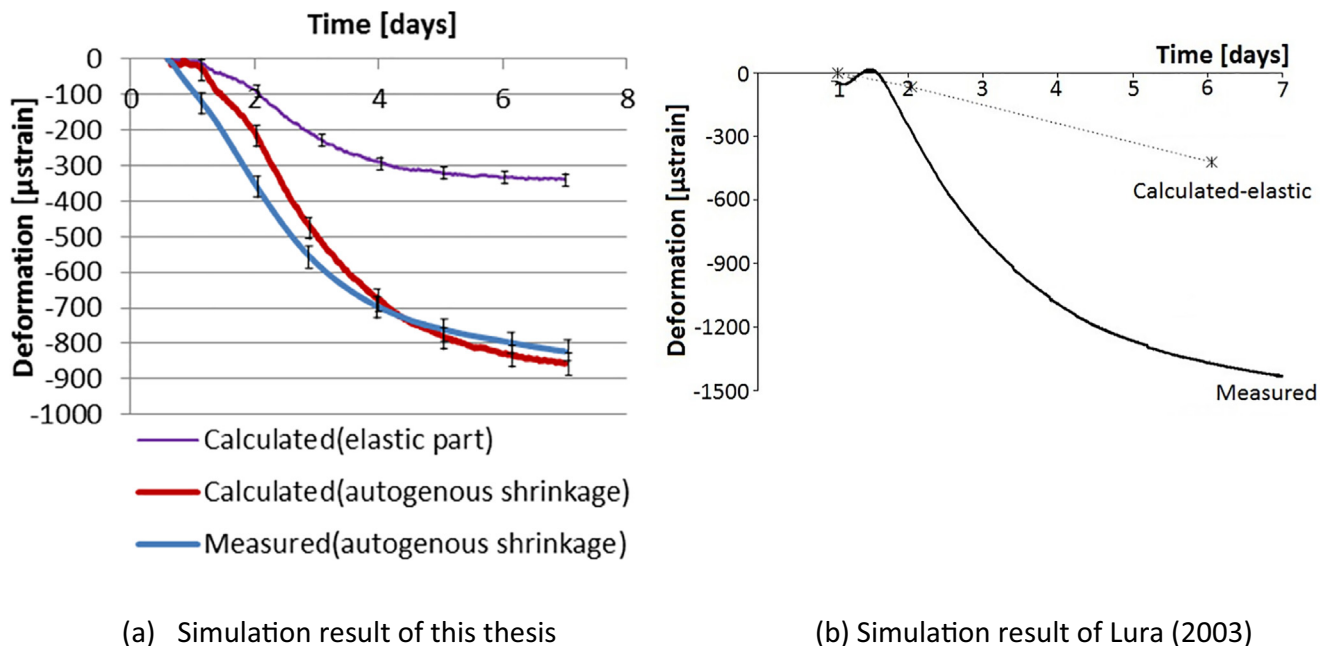 Time [days]
0
-100
-200
-300
-400
-500
-600
-700
-800
-900
-1000
0 2 4 6 8
Deformation [µstrain]
Calculated(elastic part)
Calculated(autogenous shrinkage)
Measured(autogenous shrinkage)
(a) Simulation result of this thesis
Time [days]
0
-300
-600
-900
-1200
-1500
1 2 3 4 5 6 7
Deformation [µstrain]
Calculated-elastic
Measured
(b) Simulation result of Lura (2003)